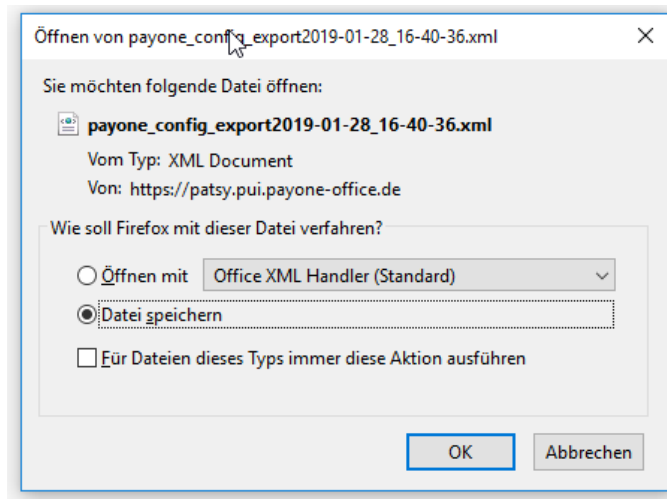 Öffnen von payone_config_export2019-01-28_16-40-36.xml
Sie möchten folgende Datei öffnen:
payone_config_export2019-01-28_16-40-36.xml
Vom Typ: XML Document
Von: https://patsy.pui.payone-office.de
Wie soll Firefox mit dieser Datei verfahren?
Öffnen mit Office XML Handler (Standard)
Datei speichern
Für Dateien dieses Typs immer diese Aktion ausführen
OK Abbrechen